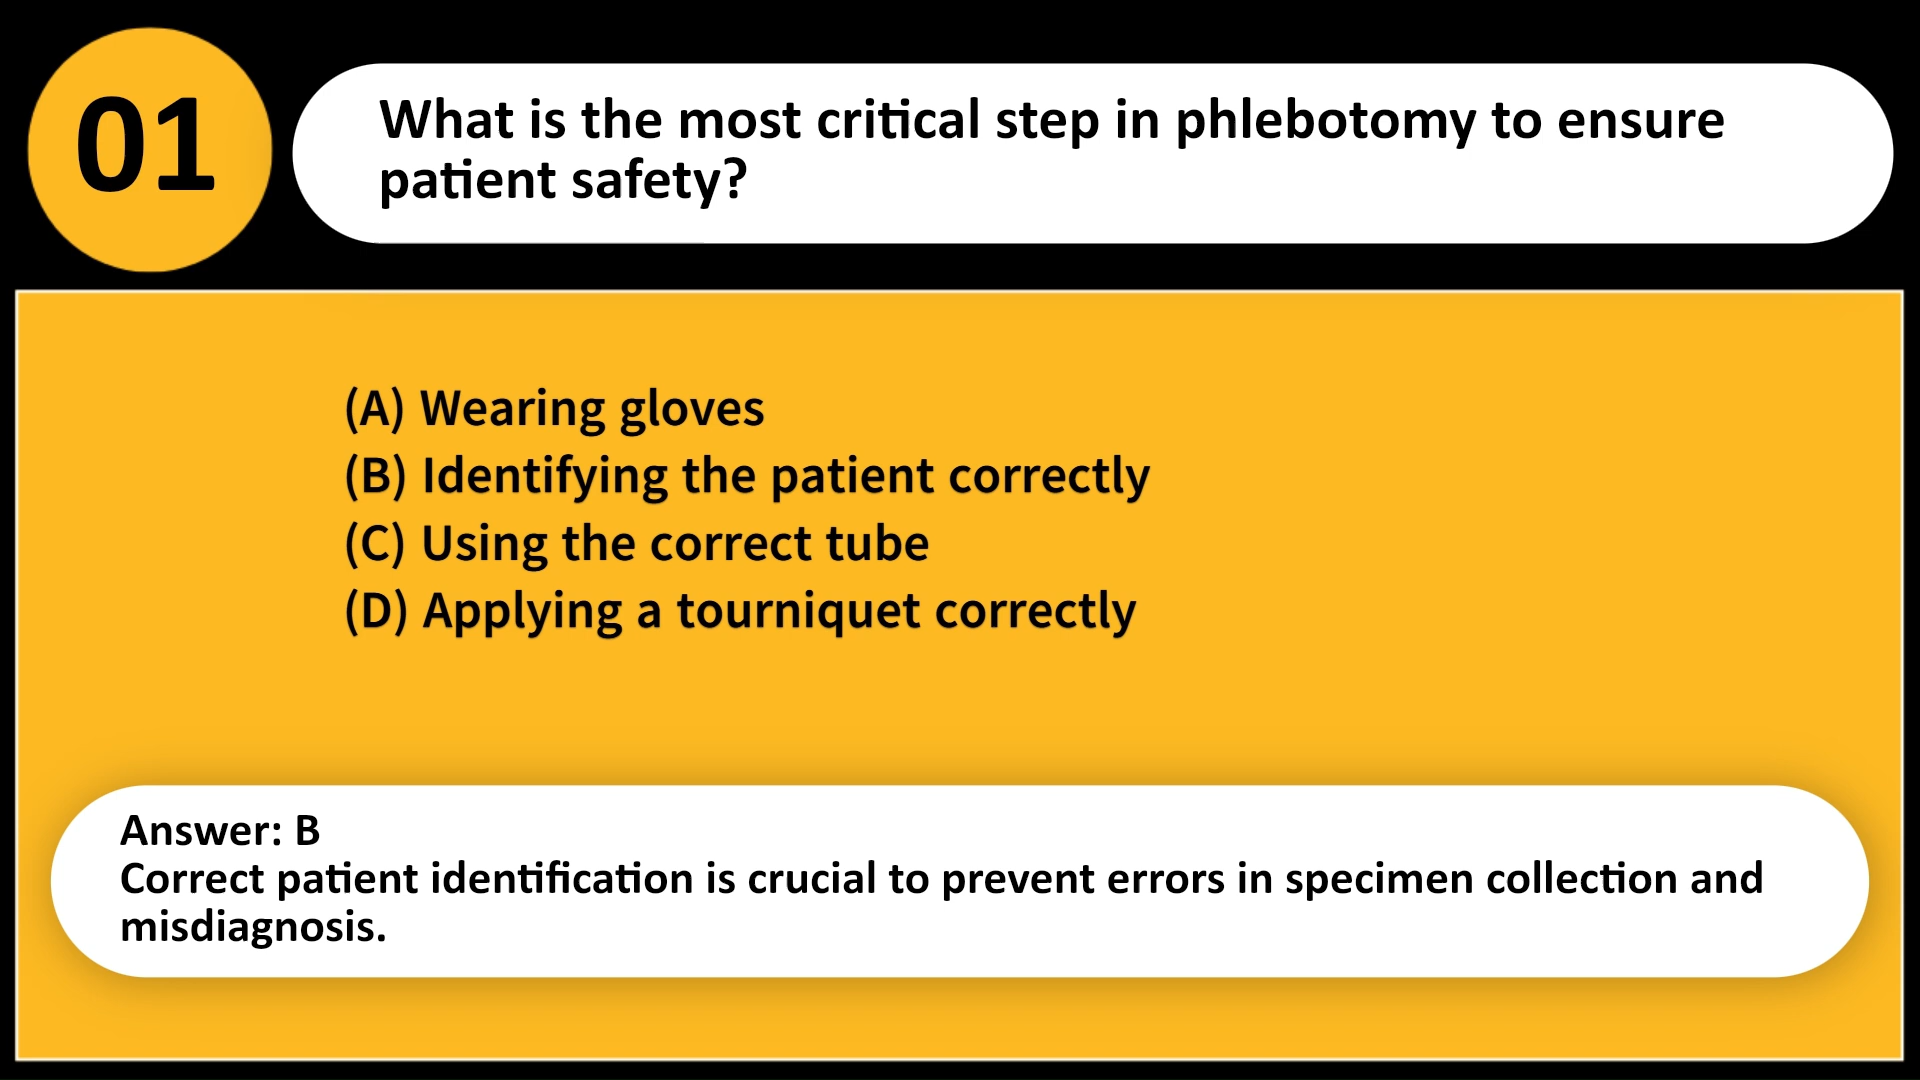 01
What is the most critical step in phlebotomy to ensure
patient safety?
(A) Wearing gloves
(B) Identifying the patient correctly
(C) Using the correct tube
(D) Applying a tourniquet correctly
Answer: B
Correct patient identification is crucial to prevent errors in specimen collection and
misdiagnosis.